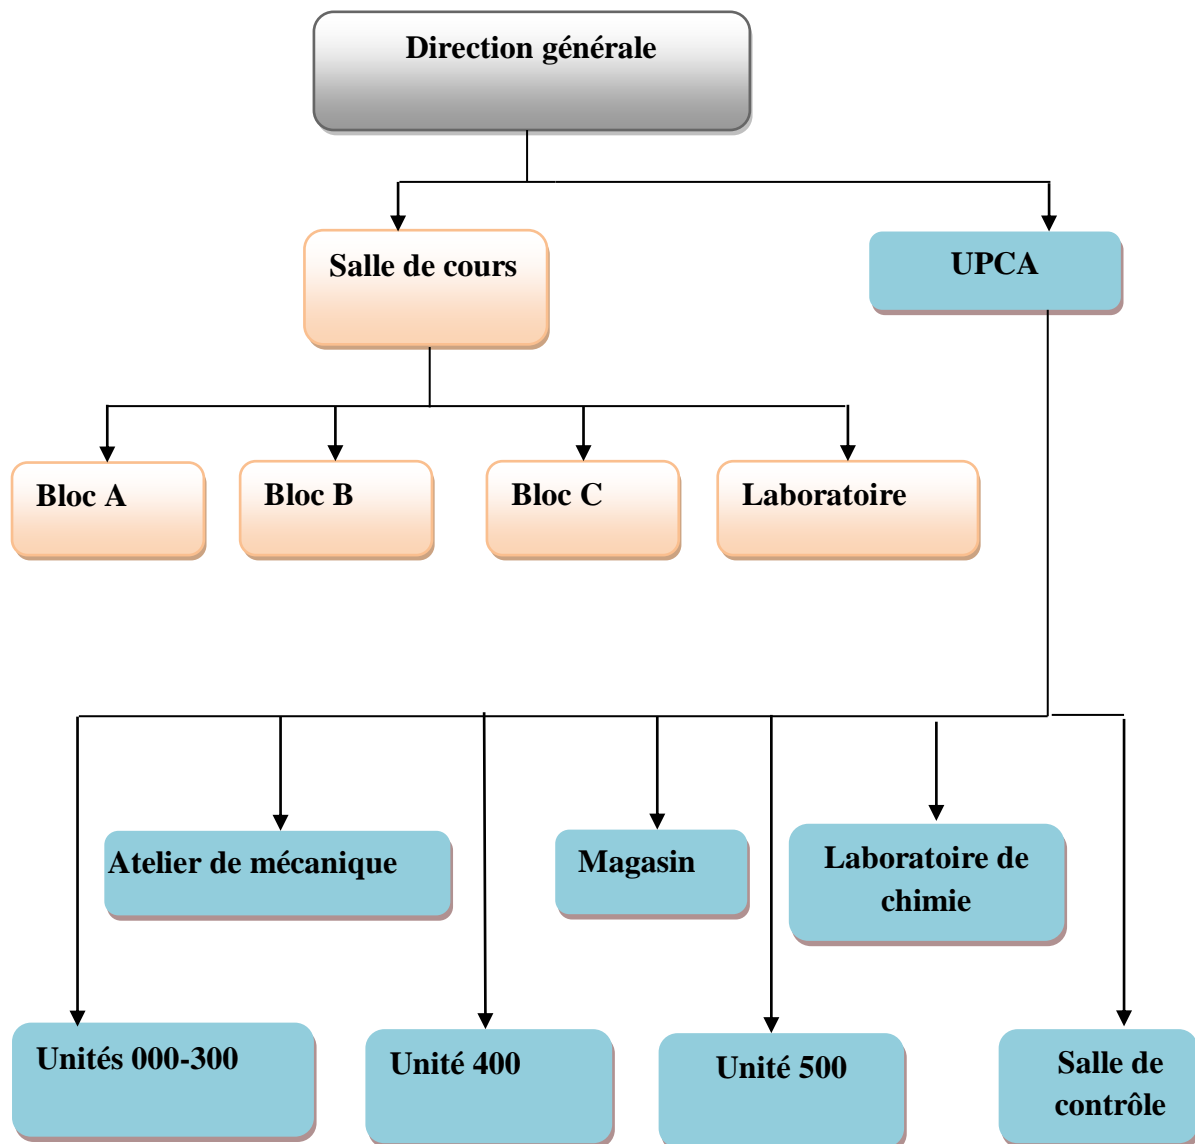 Direction générale
Salle de cours
UPCA
Bloc A
Bloc B
Bloc C
Laboratoire
Atelier de mécanique
Magasin
Laboratoire de
chimie
Unités 000-300
Unité 400
Unité 500
Salle de
contrôle